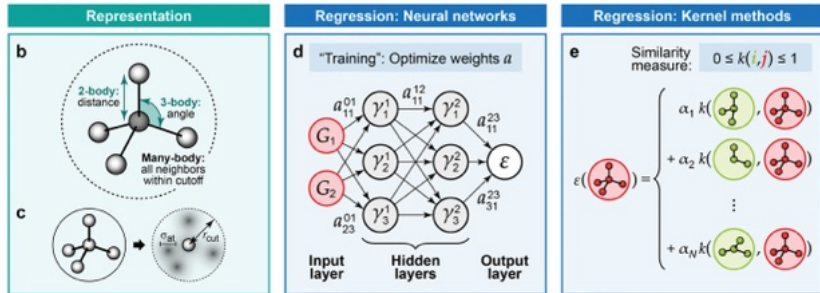 Representation
b
2-body:
distance
3-body:
angle
Many-body:
all neighbors
within cutoff
c
σat
rcut
Regression: Neural networks
d
"Training": Optimize weights a
a01 11
a12 11
a23 11
G1
G2
γ1 1
γ1 2
γ1 3
γ2 1
γ2 2
γ2 3
ε
a01 23
a23 31
Input
layer
Hidden
layers
Output
layer
Regression: Kernel methods
e
Similarity
measure:
0 ≤ k(i,j) ≤ 1
ε( ) =
α1 k( , )
+ α2 k( , )
⋮
+ αN k( , )